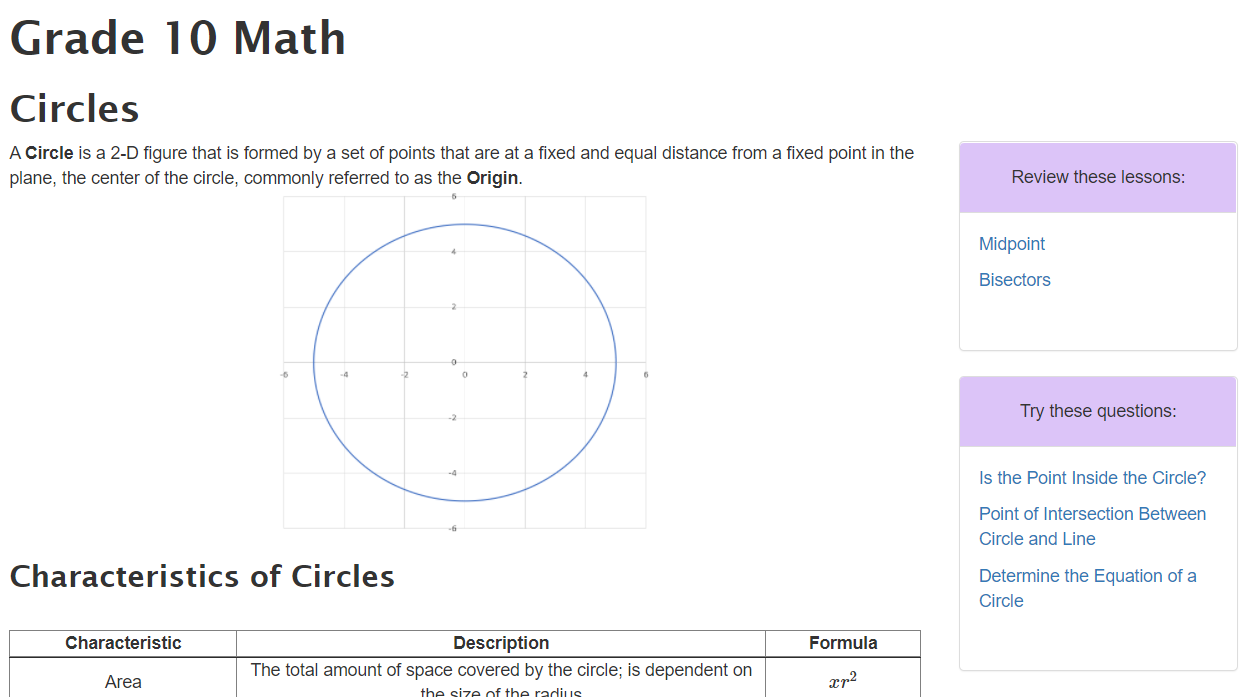 Grade 10 Math
Circles
A Circle is a 2-D figure that is formed by a set of points that are at a fixed and equal distance from a fixed point in the
plane, the center of the circle, commonly referred to as the Origin.
6
4
2
0
-6 -4 -2 0 2 4 6
-2
-4
-6
Characteristics of Circles
Characteristic Description Formula
Area
The total amount of space covered by the circle; is dependent on
the size of the radius
xr²
Review these lessons:
Midpoint
Bisectors
Try these questions:
Is the Point Inside the Circle?
Point of Intersection Between
Circle and Line
Determine the Equation of a
Circle